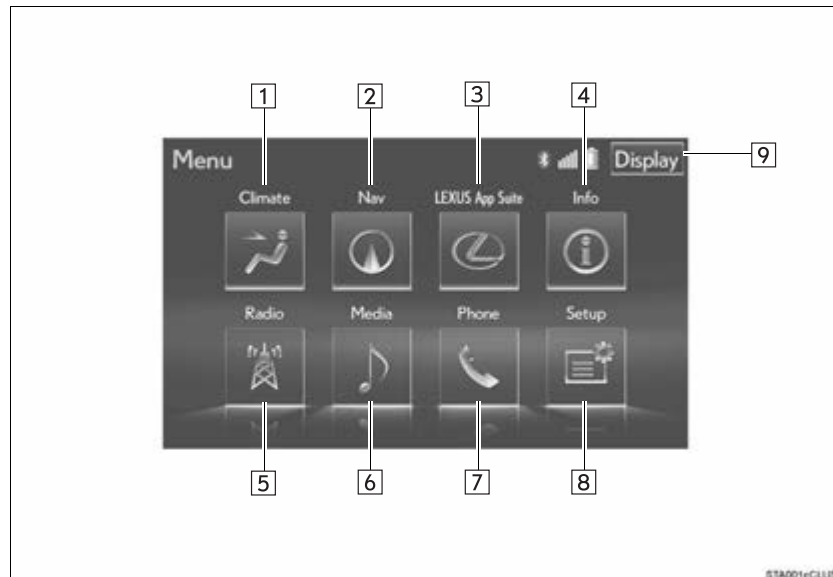 1 2 3 4
Menu Display 9
Climate Nav LEXUS App Suite Info
Radio Media Phone Setup
5 6 7 8